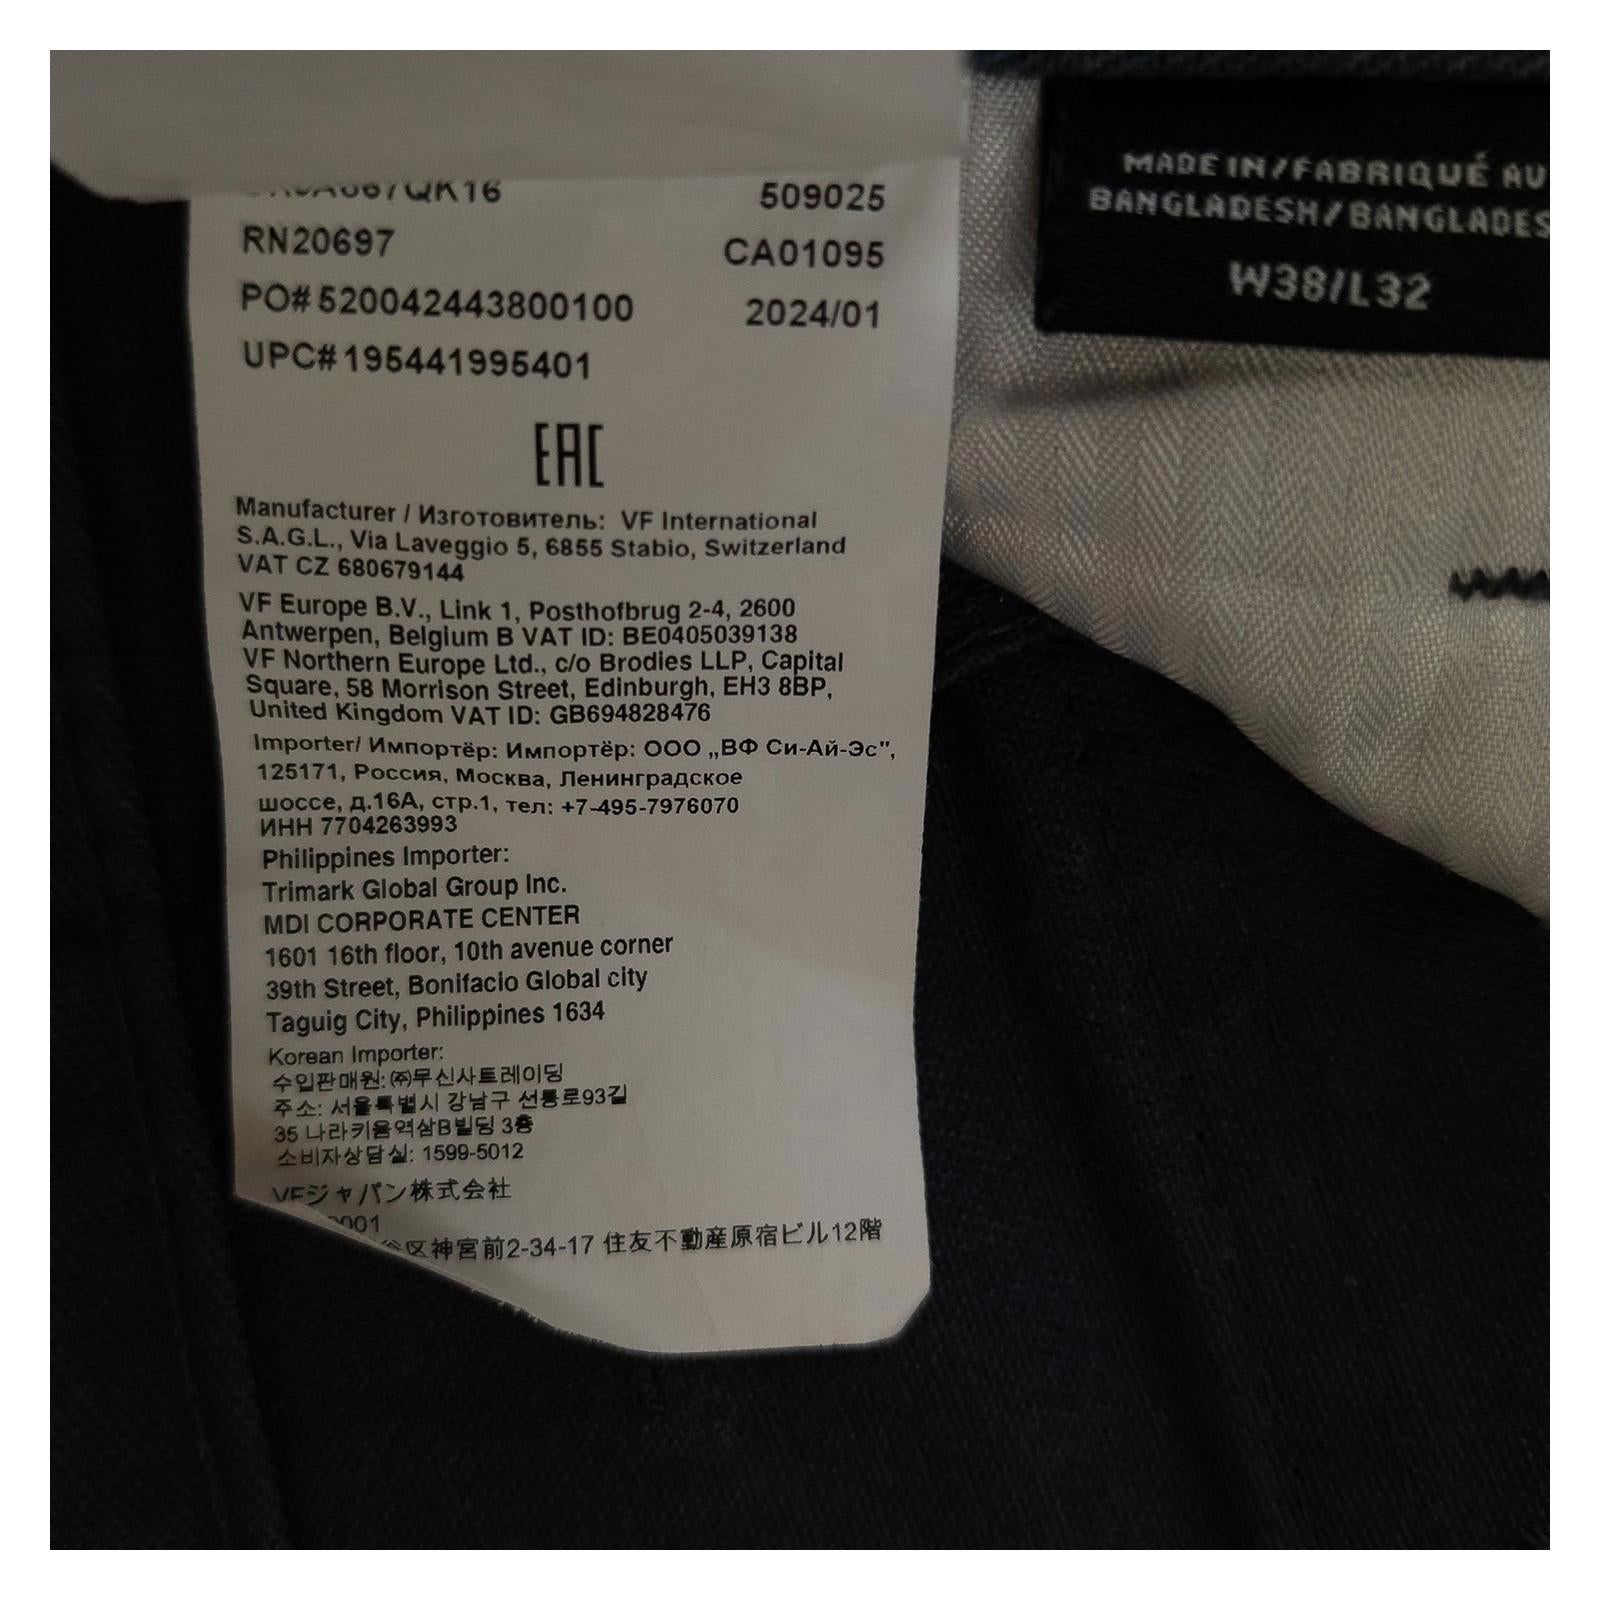 509025
RN20697 CA01095
PO# 520042443800100 2024/01
UPC# 195441995401
EAC
Manufacturer / Изготовитель: VF International
S.A.G.L., Via Laveggio 5, 6855 Stabio, Switzerland
VAT CZ 680679144
VF Europe B.V., Link 1, Posthofbrug 2-4, 2600
Antwerpen, Belgium B VAT ID: BE0405039138
VF Northern Europe Ltd., c/o Brodies LLP, Capital
Square, 58 Morrison Street, Edinburgh, EH3 8BP,
United Kingdom VAT ID: GB694828476
Importer/ Импортёр: Импортёр: ООО „ВФ Си-Ай-Эс",
125171, Россия, Москва, Ленинградское
шоссе, д.16А, стр.1, тел: +7-495-7976070
ИНН 7704263993
Philippines Importer:
Trimark Global Group Inc.
MDI CORPORATE CENTER
1601 16th floor, 10th avenue corner
39th Street, Bonifacio Global city
Taguig City, Philippines 1634
Korean Importer:
수입판매원: ㈜무신사트레이딩
주소: 서울특별시 강남구 선릉로93길
35 나라키움역삼B빌딩 3층
소비자상담실: 1599-5012
VFジャパン株式会社
0001
谷区神宮前2-34-17 住友不動産原宿ビル12階
MADE IN/FABRIQUÉ AU
BANGLADESH/BANGLADES
W38/L32